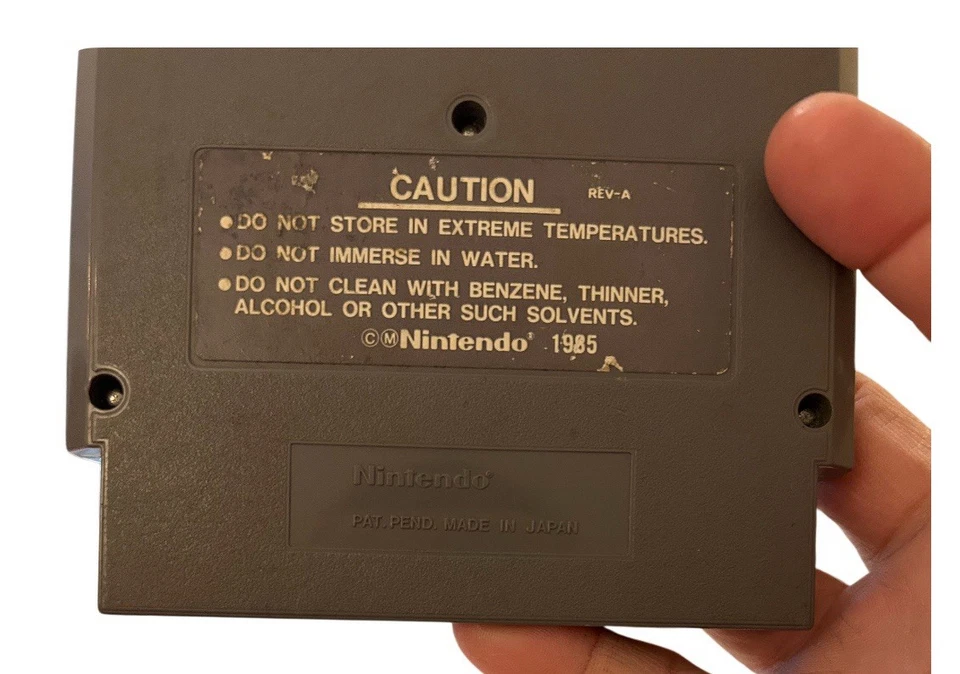 CAUTION REV-A
●DO NOT STORE IN EXTREME TEMPERATURES.
●DO NOT IMMERSE IN WATER.
●DO NOT CLEAN WITH BENZENE, THINNER,
ALCOHOL OR OTHER SUCH SOLVENTS.
©ⓂNintendo® 1985
Nintendo®
PAT. PEND. MADE IN JAPAN